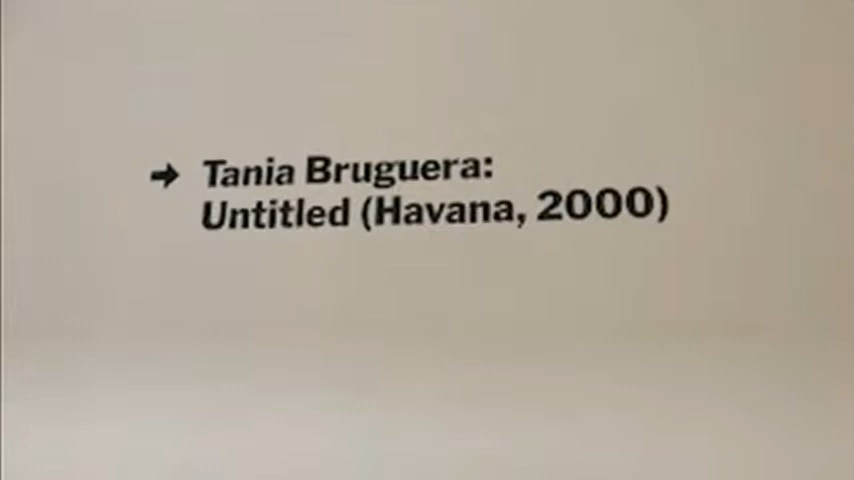 ➔ Tania Bruguera:
Untitled (Havana, 2000)